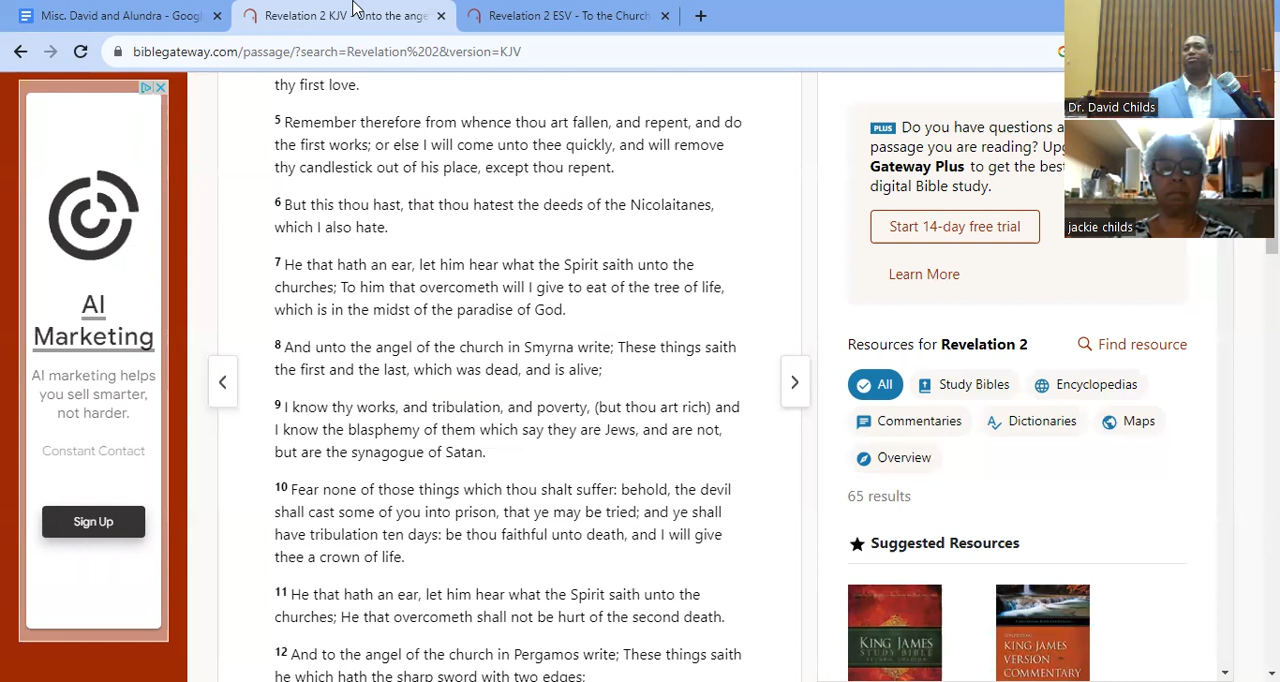 Misc. David and Alundra - Googl
Revelation 2 KJV - Unto the ange
Revelation 2 ESV - To the Church
biblegateway.com/passage/?search=Revelation%202&version=KJV
AI
Marketing
AI marketing helps
you sell smarter,
not harder.
Constant Contact
Sign Up
thy first love.
5 Remember therefore from whence thou art fallen, and repent, and do
the first works; or else I will come unto thee quickly, and will remove
thy candlestick out of his place, except thou repent.
6 But this thou hast, that thou hatest the deeds of the Nicolaitanes,
which I also hate.
7 He that hath an ear, let him hear what the Spirit saith unto the
churches; To him that overcometh will I give to eat of the tree of life,
which is in the midst of the paradise of God.
8 And unto the angel of the church in Smyrna write; These things saith
the first and the last, which was dead, and is alive;
9 I know thy works, and tribulation, and poverty, (but thou art rich) and
I know the blasphemy of them which say they are Jews, and are not,
but are the synagogue of Satan.
10 Fear none of those things which thou shalt suffer: behold, the devil
shall cast some of you into prison, that ye may be tried; and ye shall
have tribulation ten days: be thou faithful unto death, and I will give
thee a crown of life.
11 He that hath an ear, let him hear what the Spirit saith unto the
churches; He that overcometh shall not be hurt of the second death.
12 And to the angel of the church in Pergamos write; These things saith
he which hath the sharp sword with two edges;
PLUS Do you have questions a
passage you are reading? Upg
Gateway Plus to get the bes
digital Bible study.
Start 14-day free trial
Learn More
Resources for Revelation 2
Find resource
All
Study Bibles
Encyclopedias
Commentaries
Dictionaries
Maps
Overview
65 results
Suggested Resources
KING JAMES
STUDY BIBLE
KING JAMES
VERSION
COMMENTARY
Dr. David Childs
jackie childs